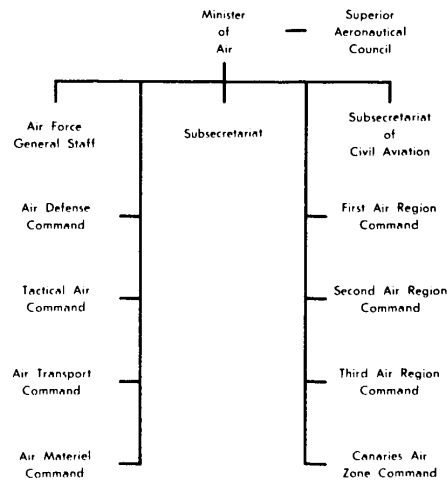 Minister
of
Air
Superior
Aeronautical
Council
Air Force
General Staff
Subsecretariat
Subsecretariat
of
Civil Aviation
Air Defense
Command
First Air Region
Command
Tactical Air
Command
Second Air Region
Command
Air Transport
Command
Third Air Region
Command
Air Materiel
Command
Canaries Air
Zone Command